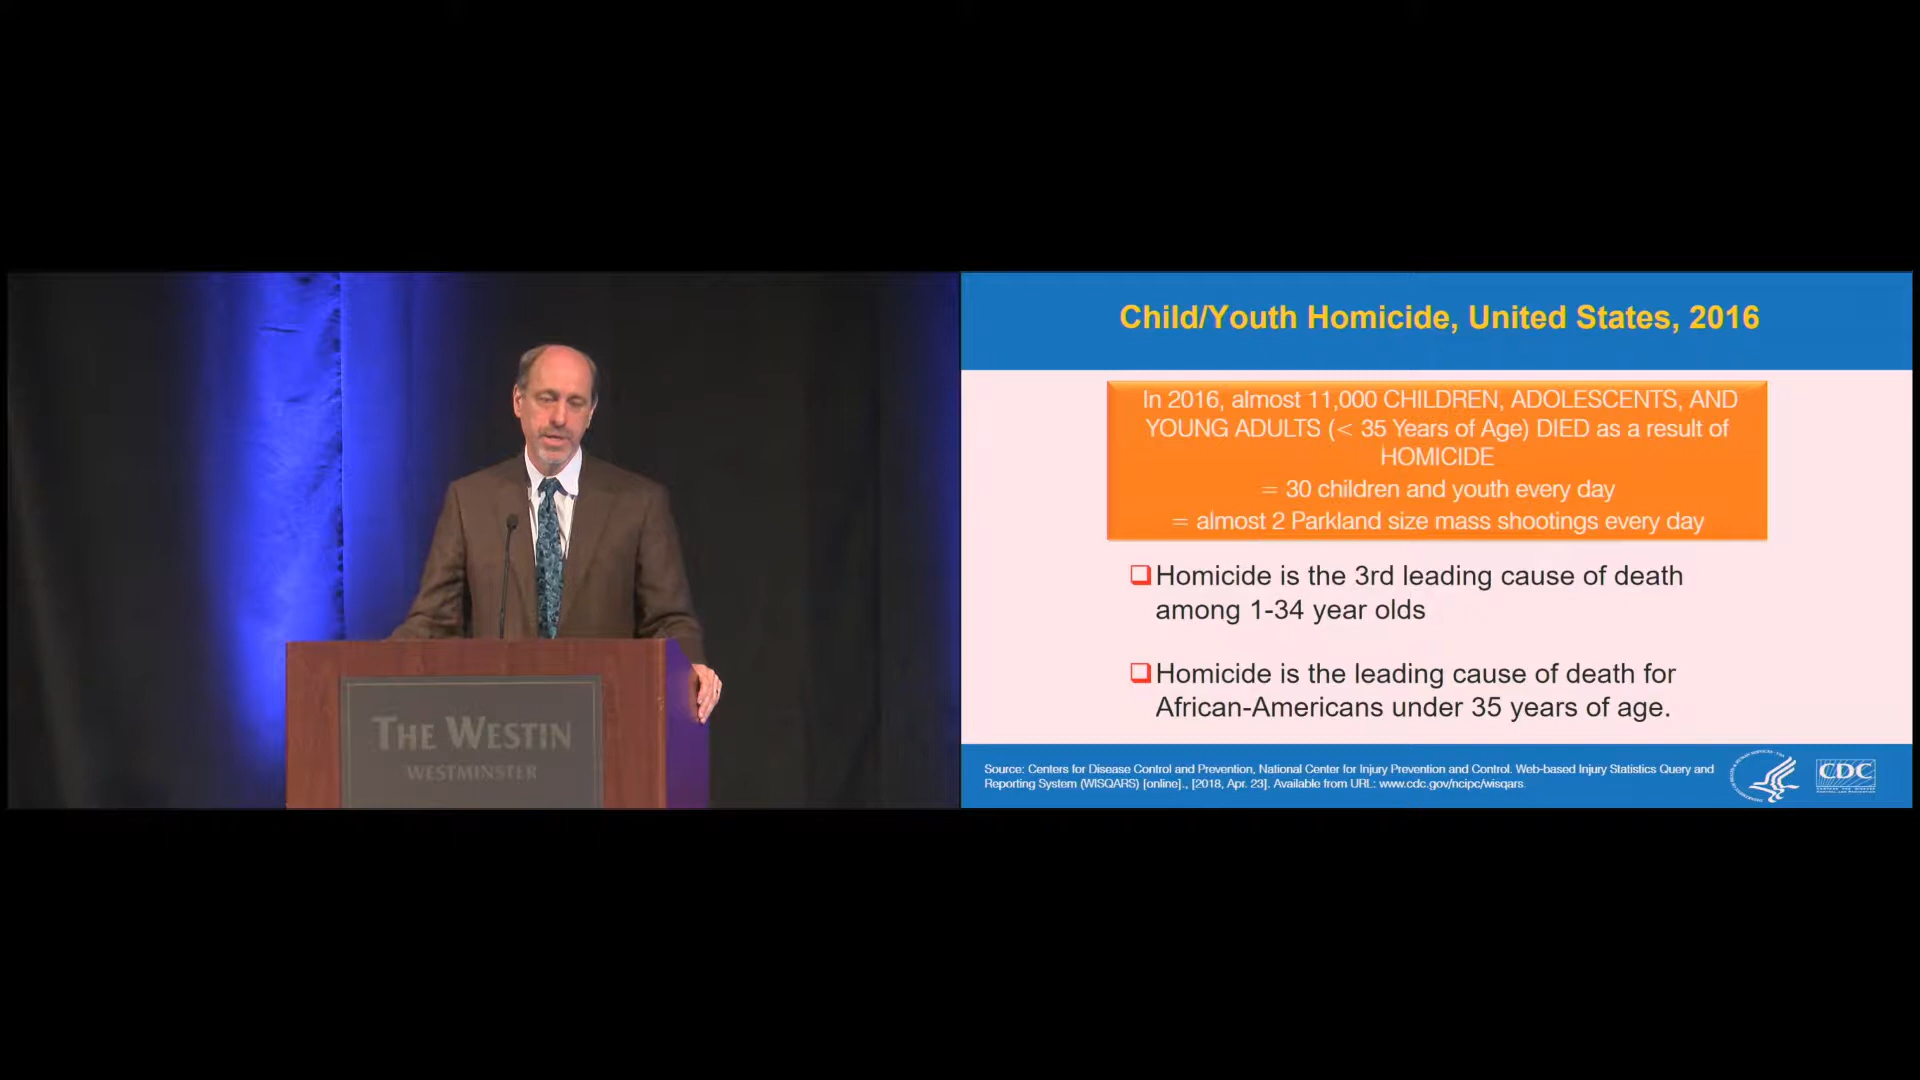 THE WESTIN
WESTMINSTER
Child/Youth Homicide, United States, 2016
In 2016, almost 11,000 CHILDREN, ADOLESCENTS, AND
YOUNG ADULTS (< 35 Years of Age) DIED as a result of
HOMICIDE
= 30 children and youth every day
= almost 2 Parkland size mass shootings every day
Homicide is the 3rd leading cause of death
among 1-34 year olds
Homicide is the leading cause of death for
African-Americans under 35 years of age.
Source: Centers for Disease Control and Prevention, National Center for Injury Prevention and Control. Web-based Injury Statistics Query and
Reporting System (WISQARS) [online]., [2018, Apr. 23]. Available from URL: www.cdc.gov/ncipc/wisqars
CDC